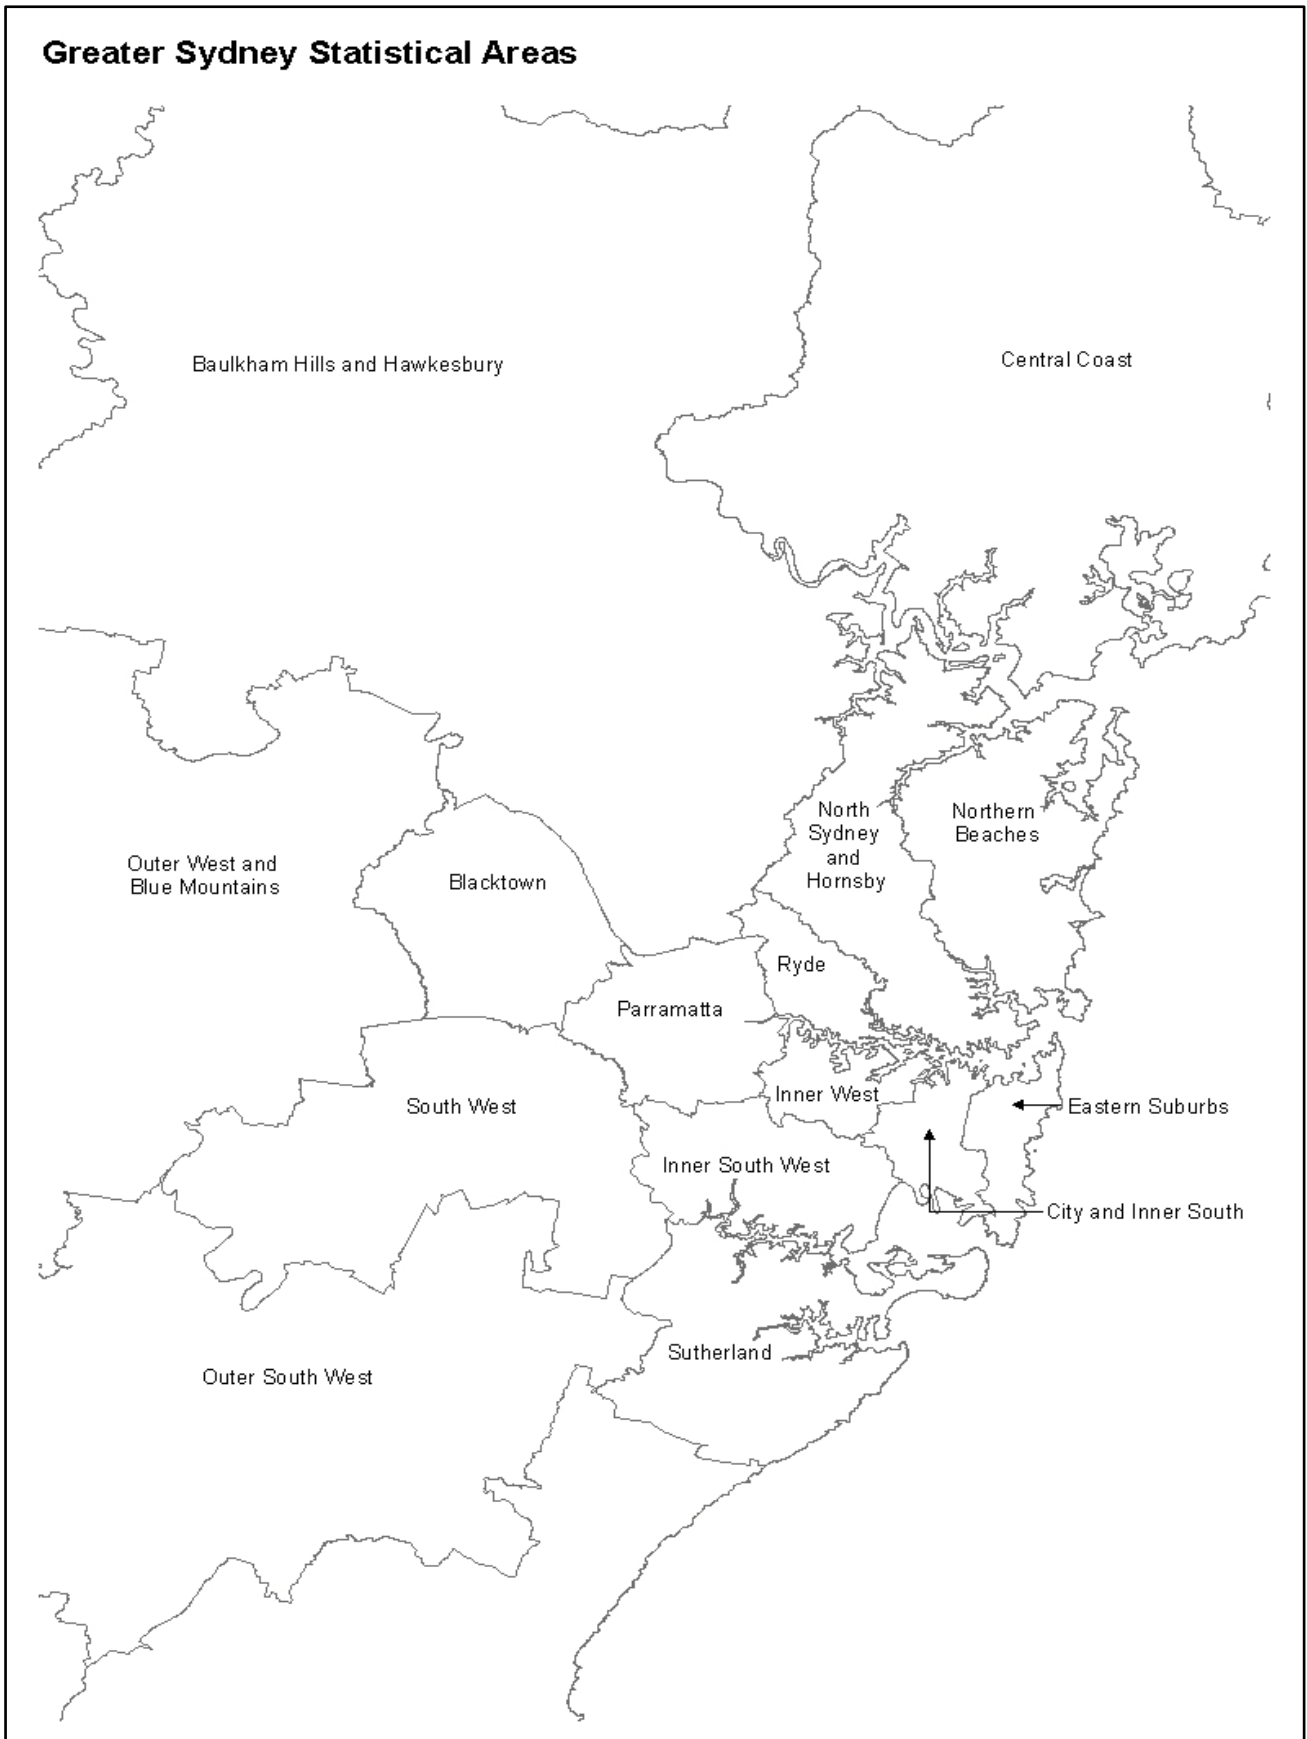 Greater Sydney Statistical Areas
Baulkham Hills and Hawkesbury
Central Coast
North
Sydney
and
Hornsby
Northern
Beaches
Outer West and
Blue Mountains
Blacktown
Ryde
Parramatta
Inner West
South West
Eastern Suburbs
Inner South West
City and Inner South
Sutherland
Outer South West